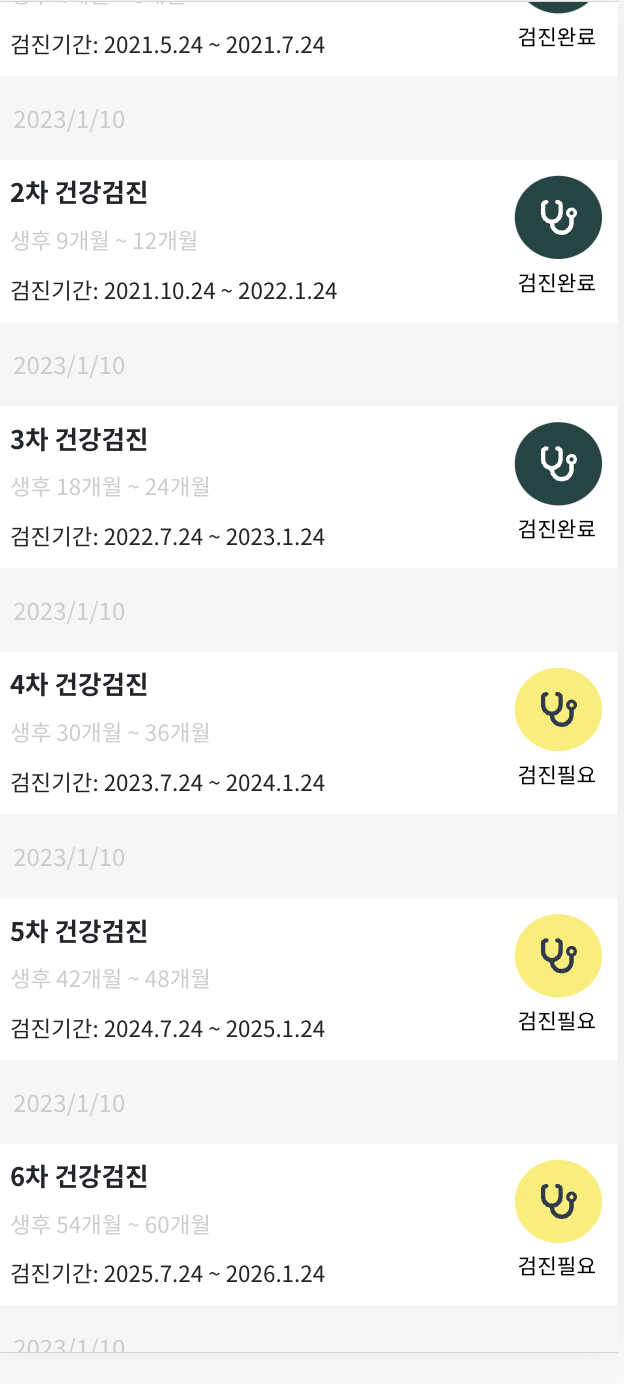 검진기간: 2021.5.24 ~ 2021.7.24
검진완료
2023/1/10
2차 건강검진
생후 9개월 ~ 12개월
검진기간: 2021.10.24 ~ 2022.1.24
검진완료
2023/1/10
3차 건강검진
생후 18개월 ~ 24개월
검진기간: 2022.7.24 ~ 2023.1.24
검진완료
2023/1/10
4차 건강검진
생후 30개월 ~ 36개월
검진기간: 2023.7.24 ~ 2024.1.24
검진필요
2023/1/10
5차 건강검진
생후 42개월 ~ 48개월
검진기간: 2024.7.24 ~ 2025.1.24
검진필요
2023/1/10
6차 건강검진
생후 54개월 ~ 60개월
검진기간: 2025.7.24 ~ 2026.1.24
검진필요
2023/1/10